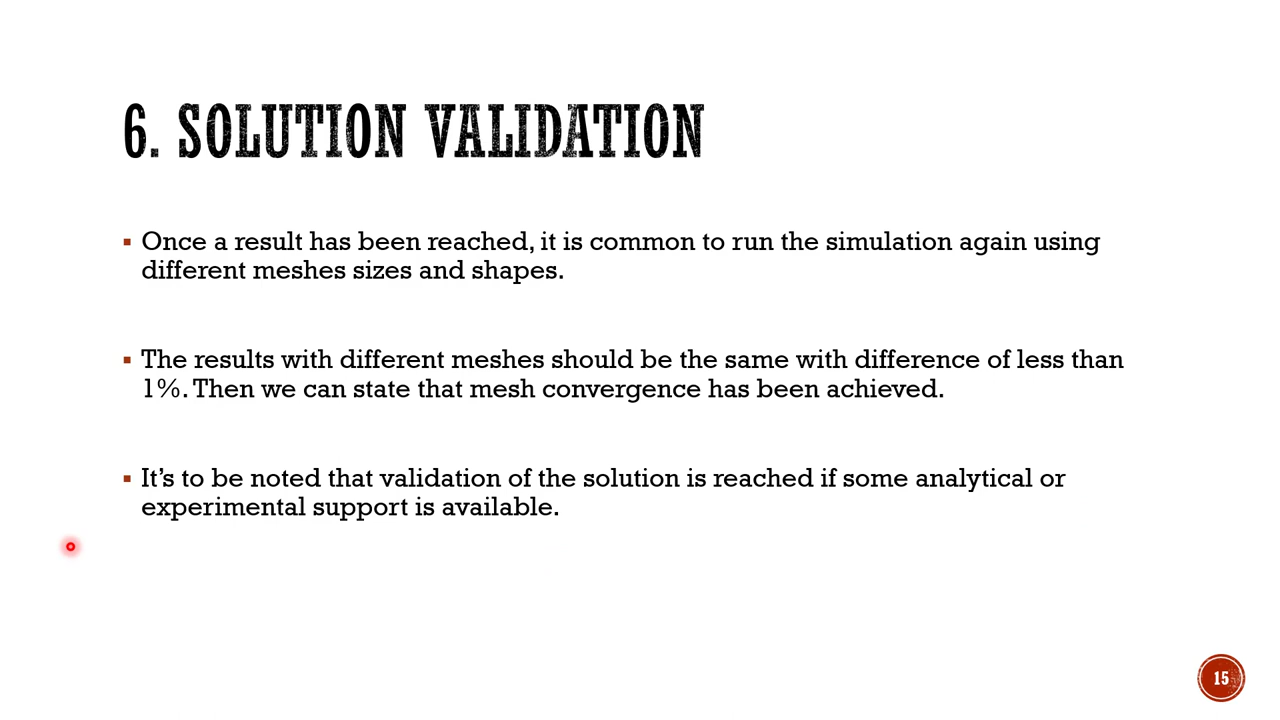 6. SOLUTION VALIDATION
▪ Once a result has been reached, it is common to run the simulation again using
different meshes sizes and shapes.
▪ The results with different meshes should be the same with difference of less than
1%. Then we can state that mesh convergence has been achieved.
▪ It’s to be noted that validation of the solution is reached if some analytical or
experimental support is available.
15